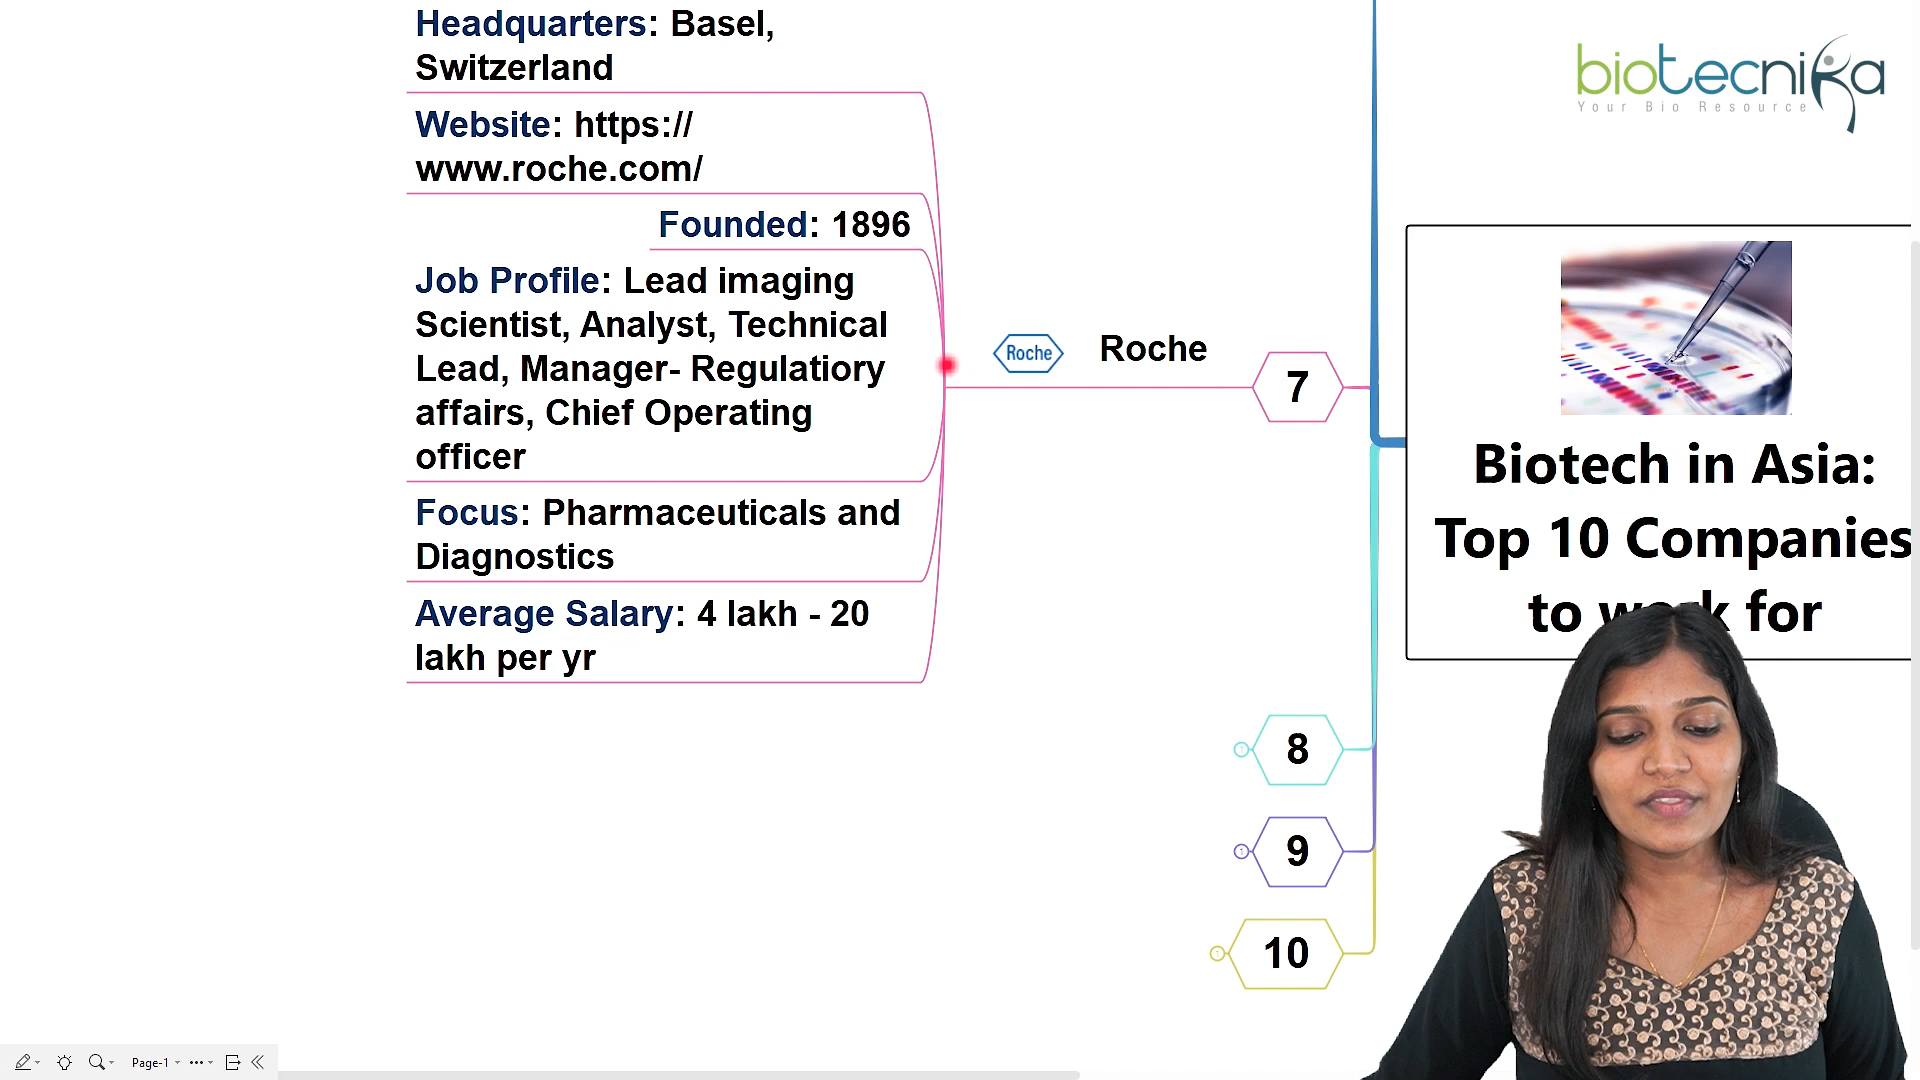 Headquarters: Basel,
Switzerland
Website: https://
www.roche.com/
Founded: 1896
Job Profile: Lead imaging
Scientist, Analyst, Technical
Lead, Manager- Regulatiory
affairs, Chief Operating
officer
Focus: Pharmaceuticals and
Diagnostics
Average Salary: 4 lakh - 20
lakh per yr
Roche
Roche
7
8
9
10
biotecnika
Your Bio Resource
Biotech in Asia:
Top 10 Companies
to work for
Page-1